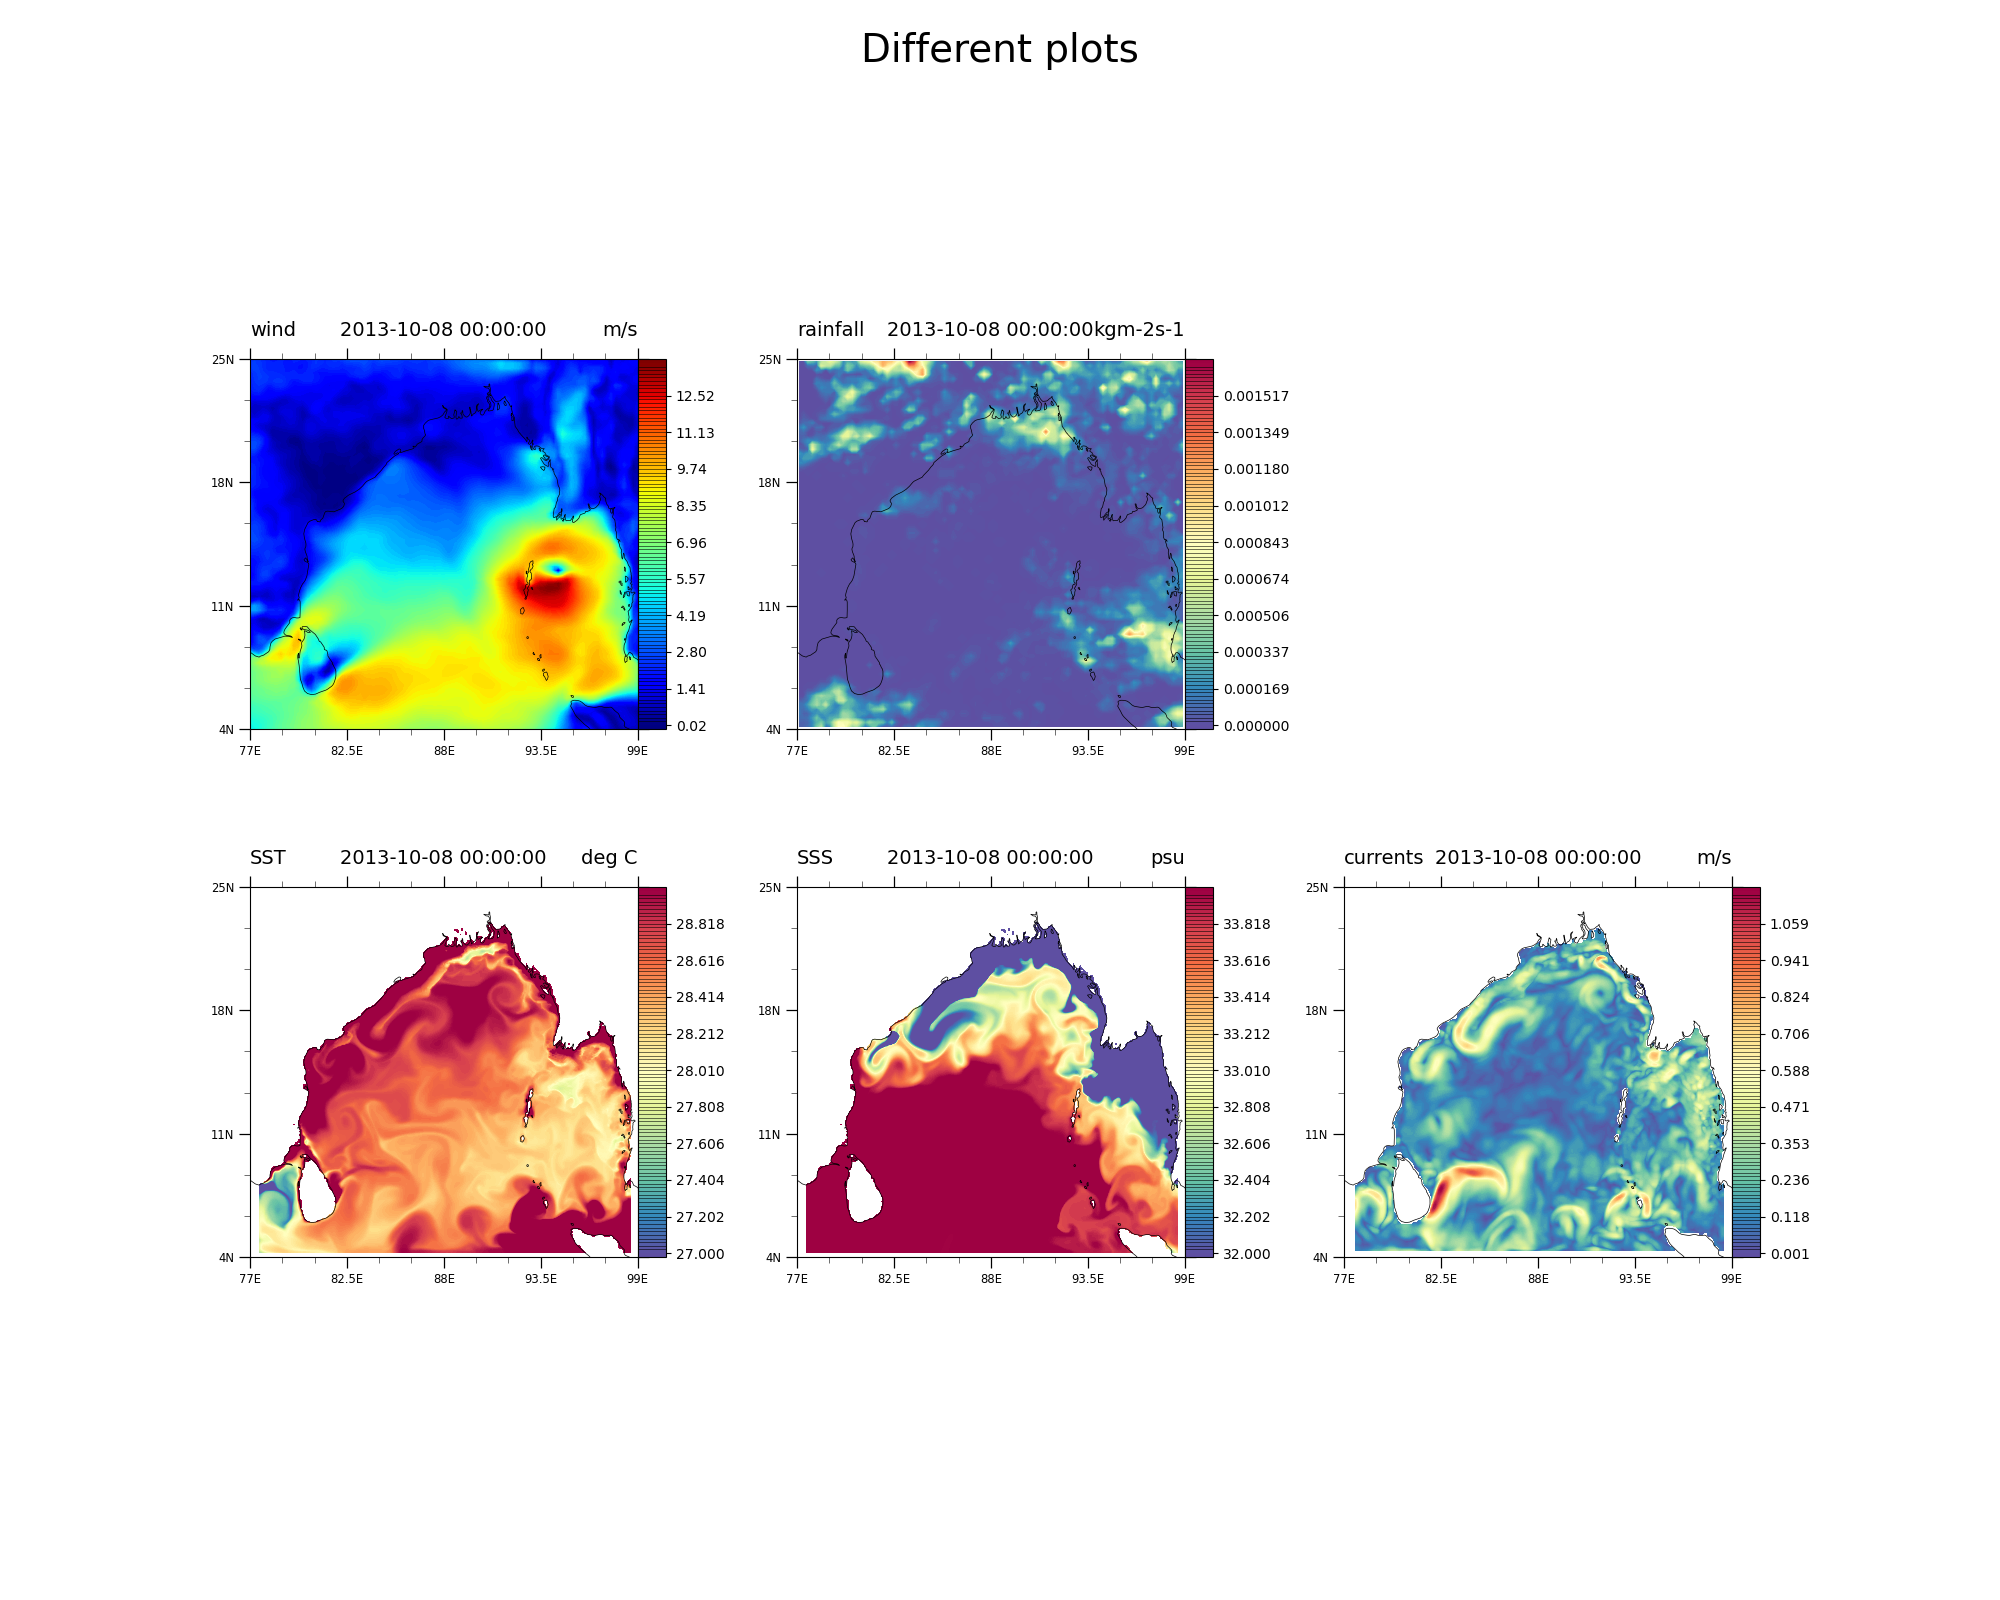 Different plots
wind 2013-10-08 00:00:00 m/s
25N
18N
11N
4N
77E 82.5E 88E 93.5E 99E
12.52
11.13
9.74
8.35
6.96
5.57
4.19
2.80
1.41
0.02
rainfall 2013-10-08 00:00:00 kgm-2s-1
25N
18N
11N
4N
77E 82.5E 88E 93.5E 99E
0.001517
0.001349
0.001180
0.001012
0.000843
0.000674
0.000506
0.000337
0.000169
0.000000
SST 2013-10-08 00:00:00 deg C
25N
18N
11N
4N
77E 82.5E 88E 93.5E 99E
28.818
28.616
28.414
28.212
28.010
27.808
27.606
27.404
27.202
27.000
SSS 2013-10-08 00:00:00 psu
25N
18N
11N
4N
77E 82.5E 88E 93.5E 99E
33.818
33.616
33.414
33.212
33.010
32.808
32.606
32.404
32.202
32.000
currents 2013-10-08 00:00:00 m/s
25N
18N
11N
4N
77E 82.5E 88E 93.5E 99E
1.059
0.941
0.824
0.706
0.588
0.471
0.353
0.236
0.118
0.001